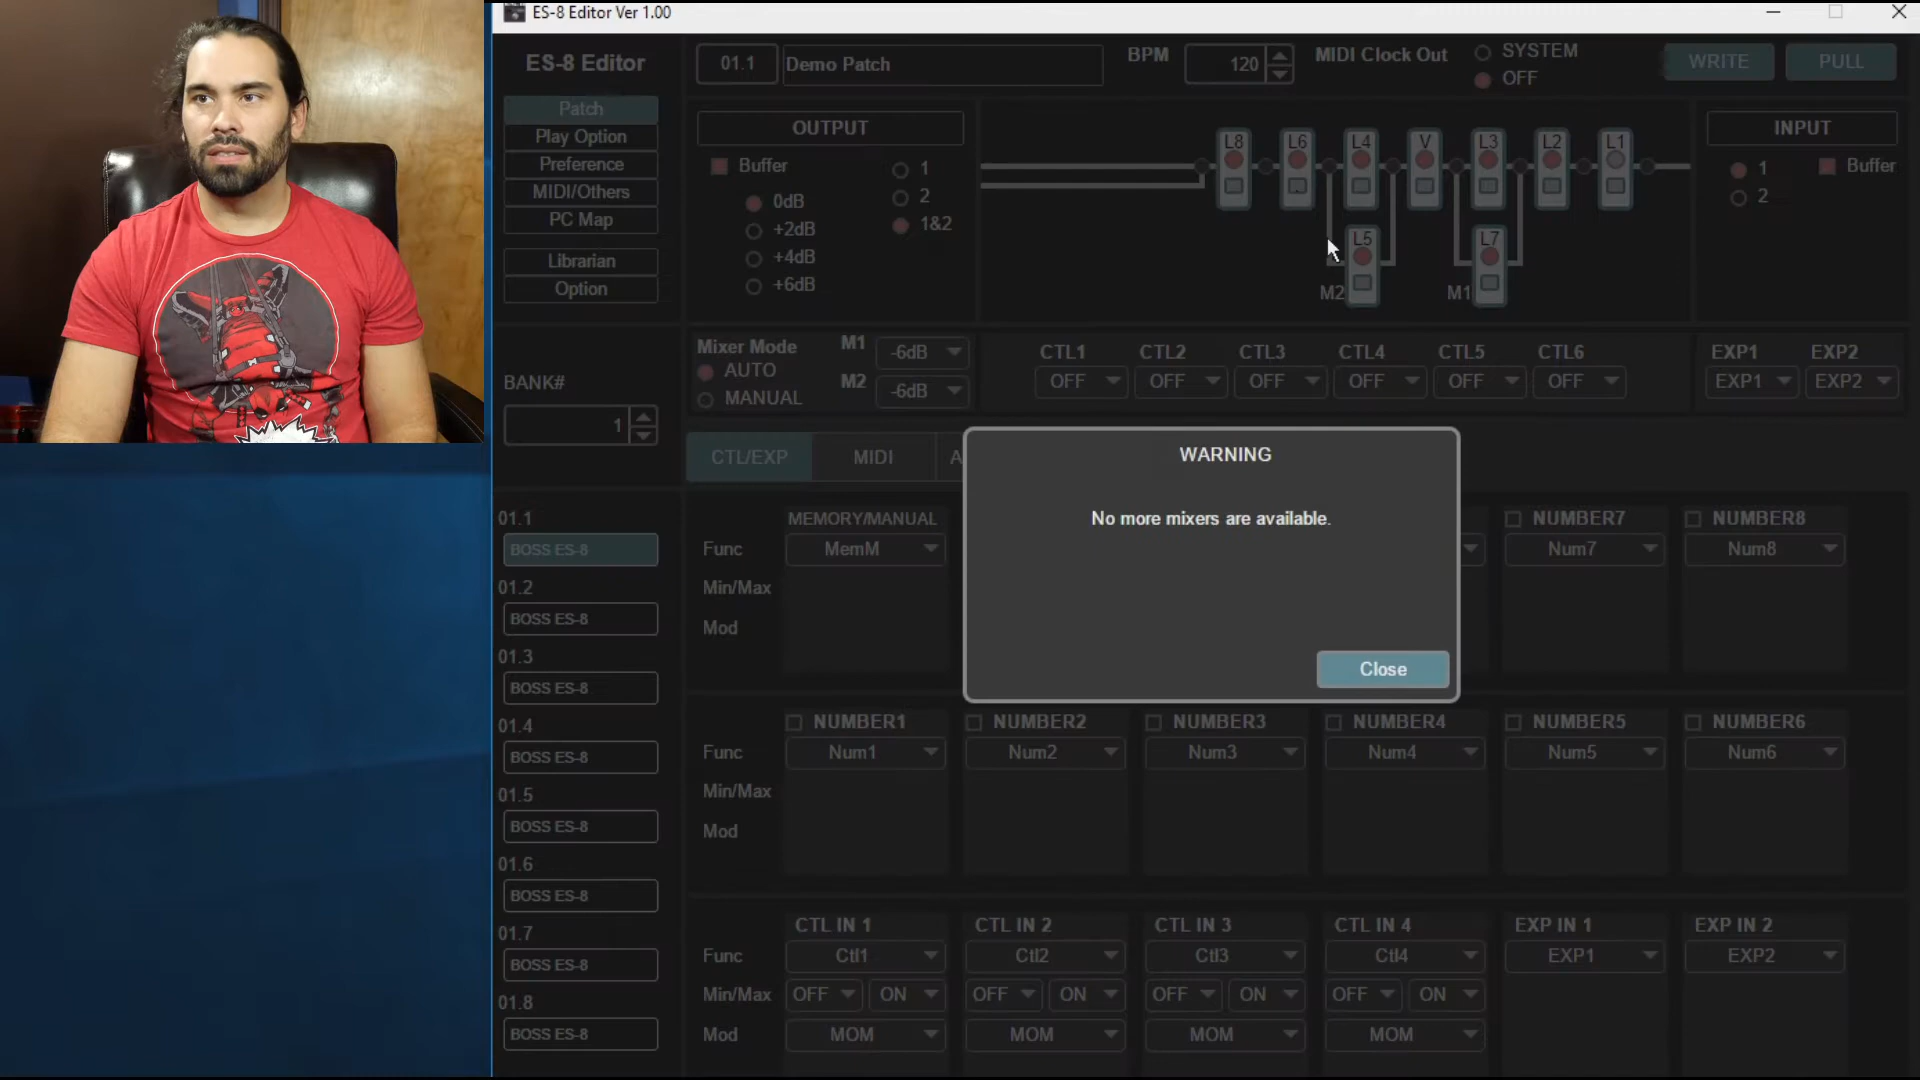 ES-8 Editor Ver 1.00
ES-8 Editor
Patch
Play Option
Preference
MIDI/Others
PC Map
Librarian
Option
BANK#
1
01.1
BOSS ES-8
01.2
BOSS ES-8
01.3
BOSS ES-8
01.4
BOSS ES-8
01.5
BOSS ES-8
01.6
BOSS ES-8
01.7
BOSS ES-8
01.8
BOSS ES-8
01.1 Demo Patch
BPM 120
MIDI Clock Out
SYSTEM
OFF
WRITE PULL
OUTPUT
Buffer
0dB
+2dB
+4dB
+6dB
1
2
1&2
L8 L6 L4 V L3 L2 L1
L5 L7
M2 M1
INPUT
1 Buffer
2
Mixer Mode
AUTO
MANUAL
M1 -6dB
M2 -6dB
CTL1 CTL2 CTL3 CTL4 CTL5 CTL6 EXP1 EXP2
OFF OFF OFF OFF OFF OFF EXP1 EXP2
CTL/EXP MIDI A
WARNING
No more mixers are available.
Close
MEMORY/MANUAL NUMBER7 NUMBER8
Func MemM Num7 Num8
Min/Max
Mod
NUMBER1 NUMBER2 NUMBER3 NUMBER4 NUMBER5 NUMBER6
Func Num1 Num2 Num3 Num4 Num5 Num6
Min/Max
Mod
CTL IN 1 CTL IN 2 CTL IN 3 CTL IN 4 EXP IN 1 EXP IN 2
Func Ctl1 Ctl2 Ctl3 Ctl4 EXP1 EXP2
Min/Max OFF ON OFF ON OFF ON OFF ON
Mod MOM MOM MOM MOM